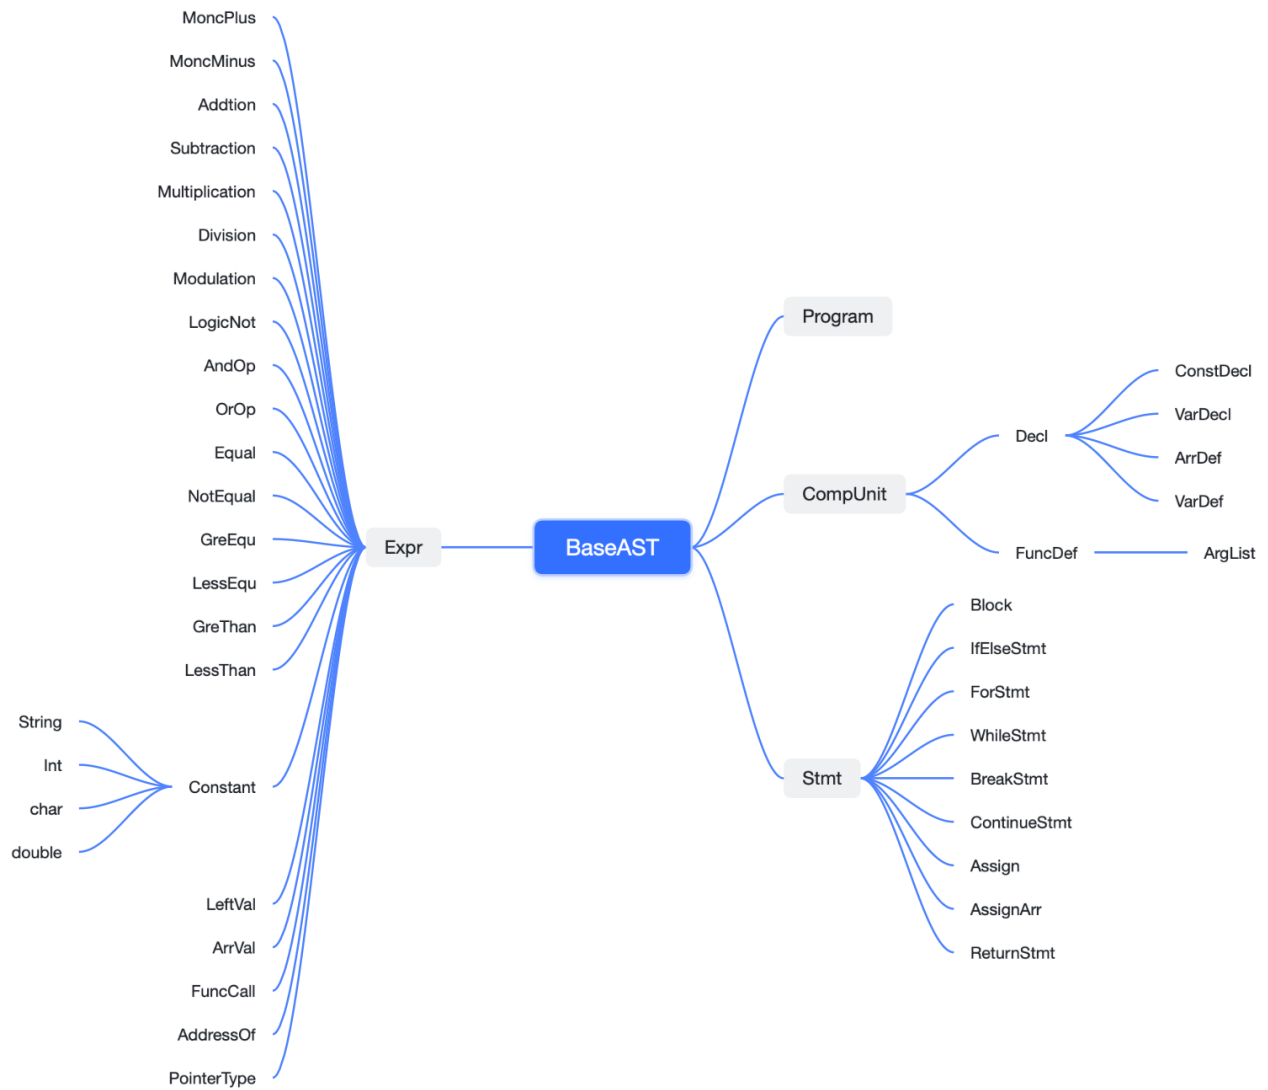 MoncPlus
MoncMinus
Addtion
Subtraction
Multiplication
Division
Modulation
LogicNot
AndOp
OrOp
Equal
NotEqual
GreEqu
LessEqu
GreThan
LessThan
String
Int
char
double
Constant
LeftVal
ArrVal
FuncCall
AddressOf
PointerType
Expr
BaseAST
Program
CompUnit
Decl
ConstDecl
VarDecl
ArrDef
VarDef
FuncDef
ArgList
Stmt
Block
IfElseStmt
ForStmt
WhileStmt
BreakStmt
ContinueStmt
Assign
AssignArr
ReturnStmt